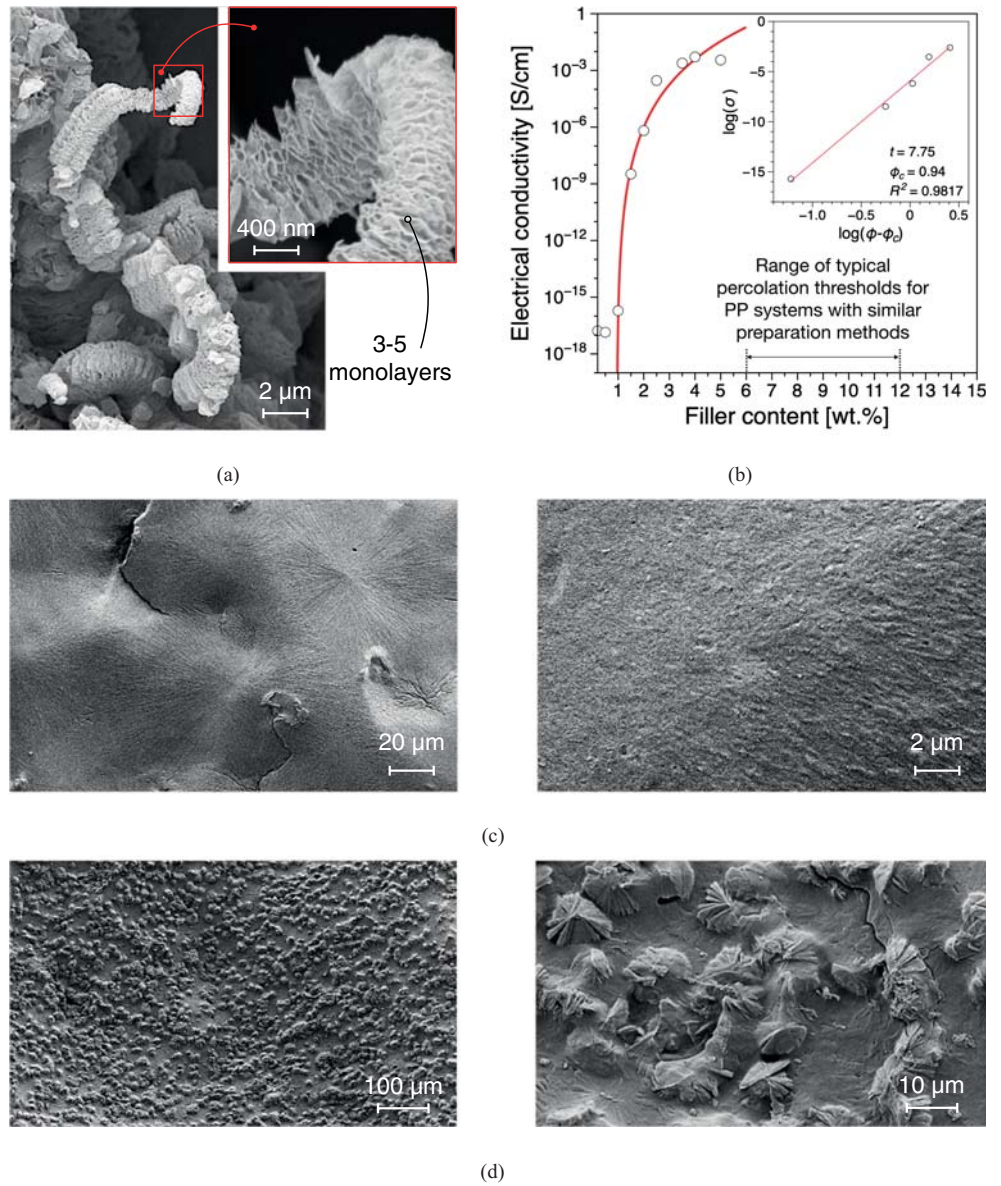 (a)
400 nm
3-5
monolayers
2 µm
(b)
Electrical conductivity [S/cm]
1
10⁻³
10⁻⁶
10⁻⁹
10⁻¹²
10⁻¹⁵
10⁻¹⁸
log(σ)
0
−5
−10
−15
t = 7.75
ϕc = 0.94
R² = 0.9817
−1.0 −0.5 0 0.5
log(ϕ-ϕc)
Range of typical
percolation thresholds for
PP systems with similar
preparation methods
1 2 3 4 5 6 7 8 9 10 11 12 13 14 15
Filler content [wt.%]
(a)
(b)
20 µm
2 µm
(c)
100 µm
10 µm
(d)